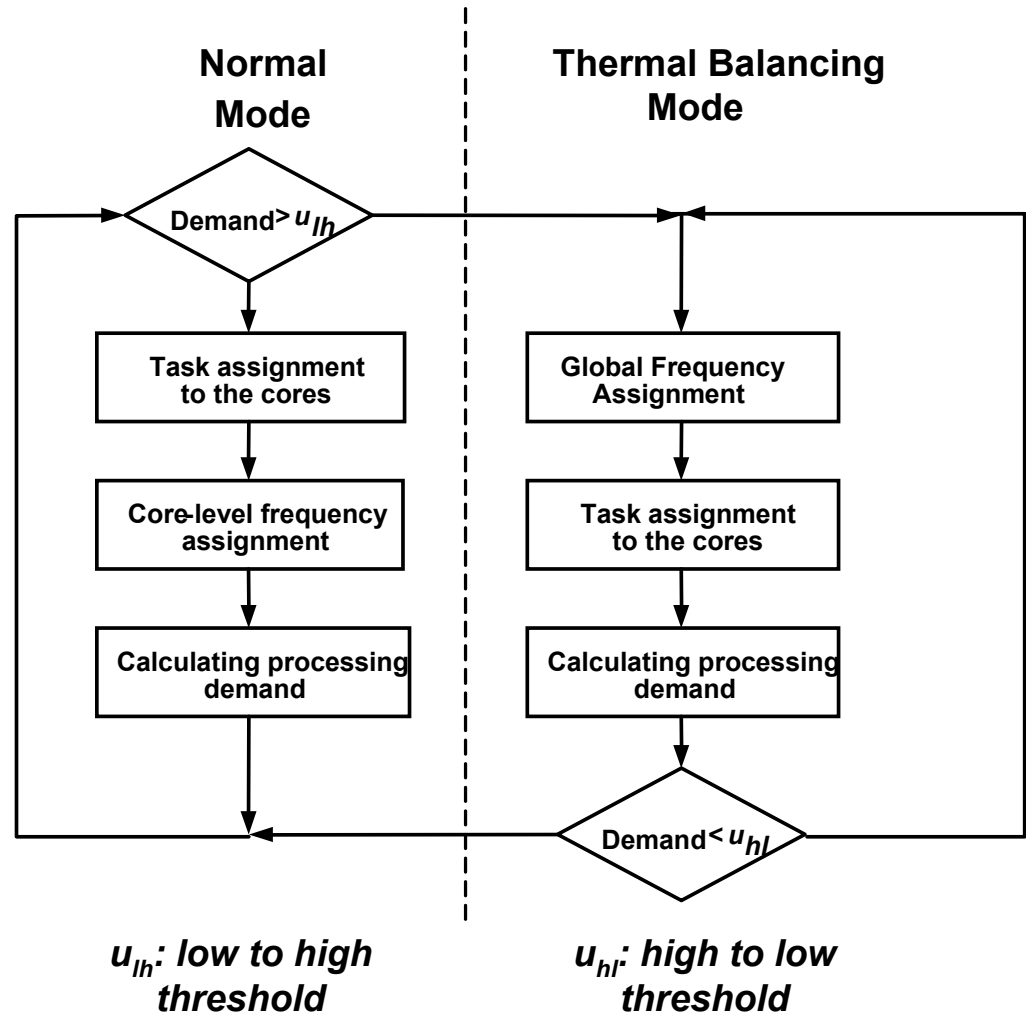 Normal
Mode
Thermal Balancing
Mode
Demand> u_lh
Task assignment
to the cores
Core-level frequency
assignment
Calculating processing
demand
Global Frequency
Assignment
Task assignment
to the cores
Calculating processing
demand
Demand< u_hl
u_lh: low to high
threshold
u_hl: high to low
threshold